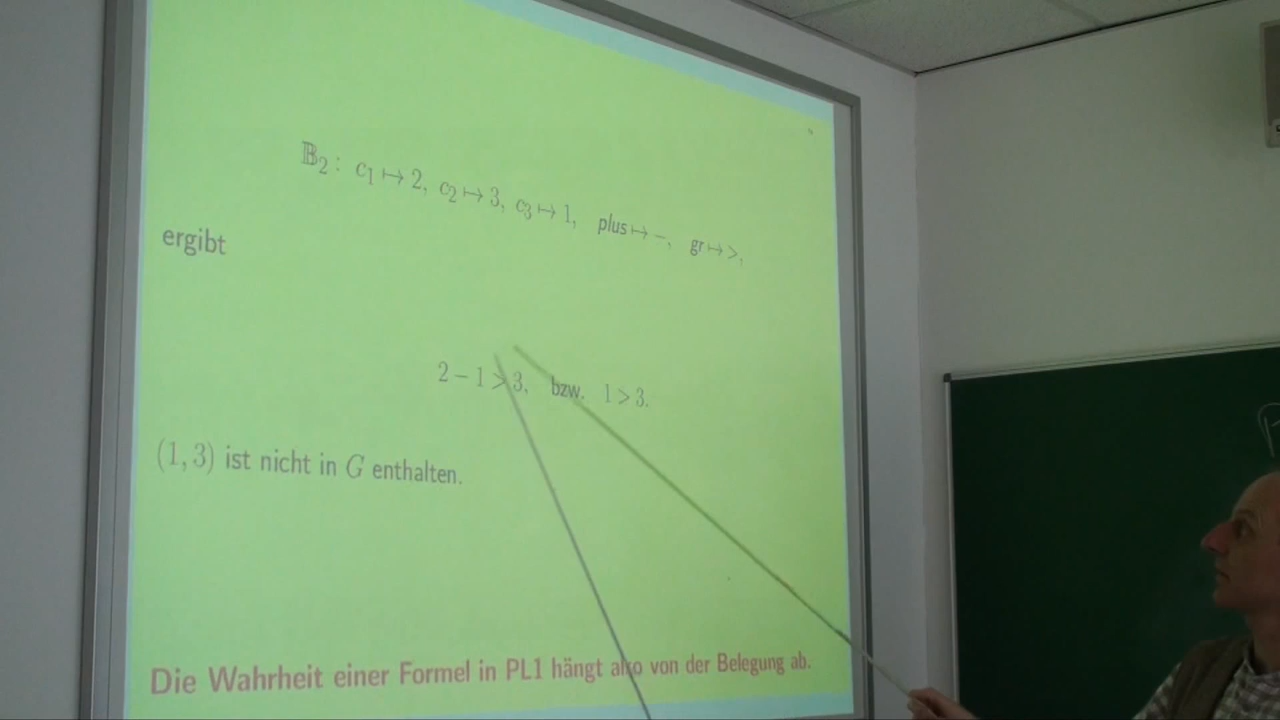 𝔹₂ : c₁ ↦ 2, c₂ ↦ 3, c₃ ↦ 1, plus ↦ −, gr ↦ >,
ergibt
2 − 1 > 3, bzw. 1 > 3.
(1, 3) ist nicht in G enthalten.
Die Wahrheit einer Formel in PL1 hängt also von der Belegung ab.